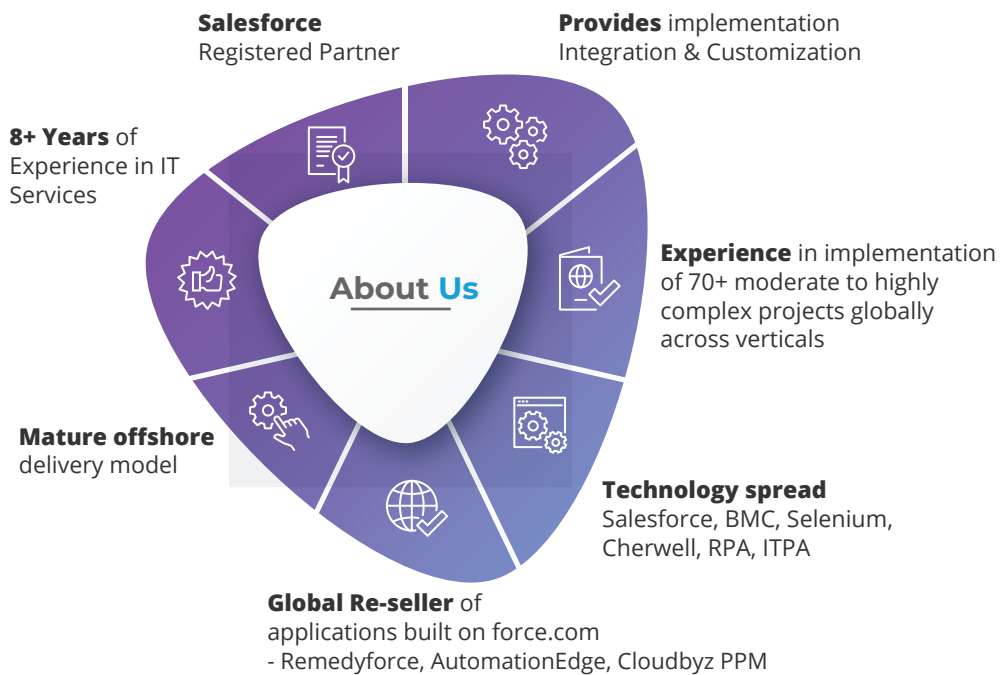 Salesforce
Registered Partner
Provides implementation
Integration & Customization
8+ Years of
Experience in IT
Services
About Us
Experience in implementation
of 70+ moderate to highly
complex projects globally
across verticals
Mature offshore
delivery model
Technology spread
Salesforce, BMC, Selenium,
Cherwell, RPA, ITPA
Global Re-seller of
applications built on force.com
- Remedyforce, AutomationEdge, Cloudbyz PPM